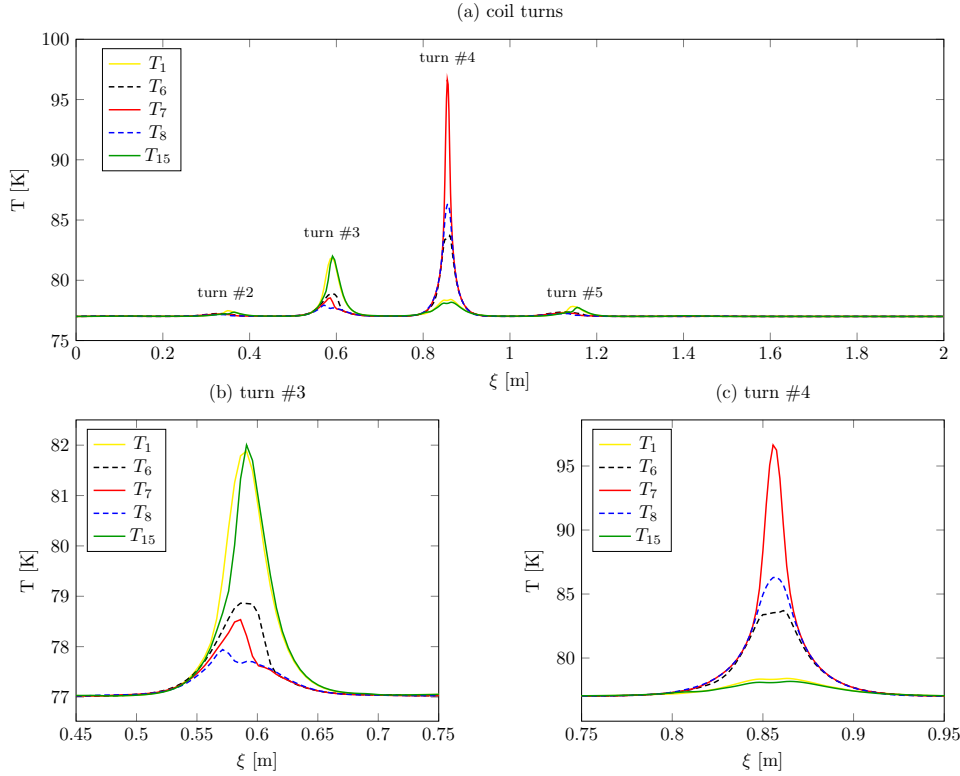 (a) coil turns
T [K]
100
95
90
85
80
75
T1
T6
T7
T8
T15
turn #2
turn #3
turn #4
turn #5
0 0.2 0.4 0.6 0.8 1 1.2 1.4 1.6 1.8 2
ξ [m]
(b) turn #3
T [K]
82
81
80
79
78
77
T1
T6
T7
T8
T15
0.45 0.5 0.55 0.6 0.65 0.7 0.75
ξ [m]
(c) turn #4
T [K]
95
90
85
80
T1
T6
T7
T8
T15
0.75 0.8 0.85 0.9 0.95
ξ [m]